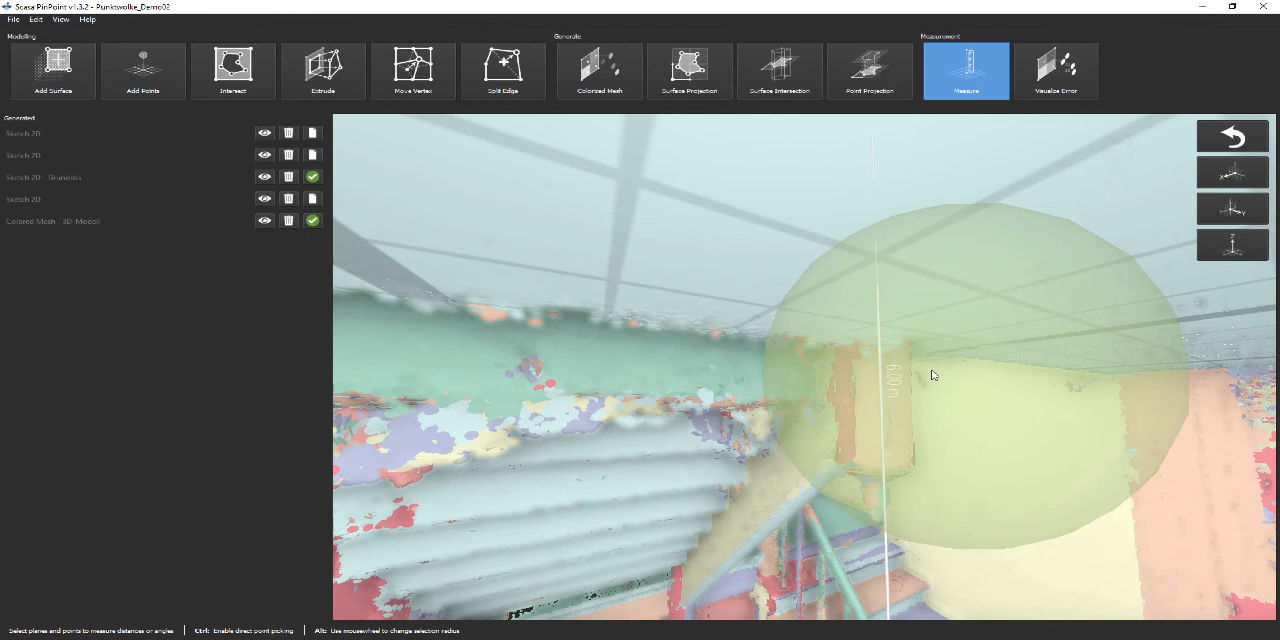 Scasa PinPoint v1.3.2 - Punktwolke_Demo02
File Edit View Help
Modelling
Generate
Measurement
Add Surface
Add Points
Intersect
Extrude
Move Vertex
Split Edge
Colorized Mesh
Surface Projection
Surface Intersection
Point Projection
Measure
Visualize Error
Generated
Sketch 2D
Sketch 2D
Sketch 2D - Grundriss
Sketch 2D
Colored Mesh - 3D-Modell
X
Y
Z
6.00 m
Select planes and points to measure distances or angles | Ctrl: Enable direct point picking | Alt: Use mousewheel to change selection radius